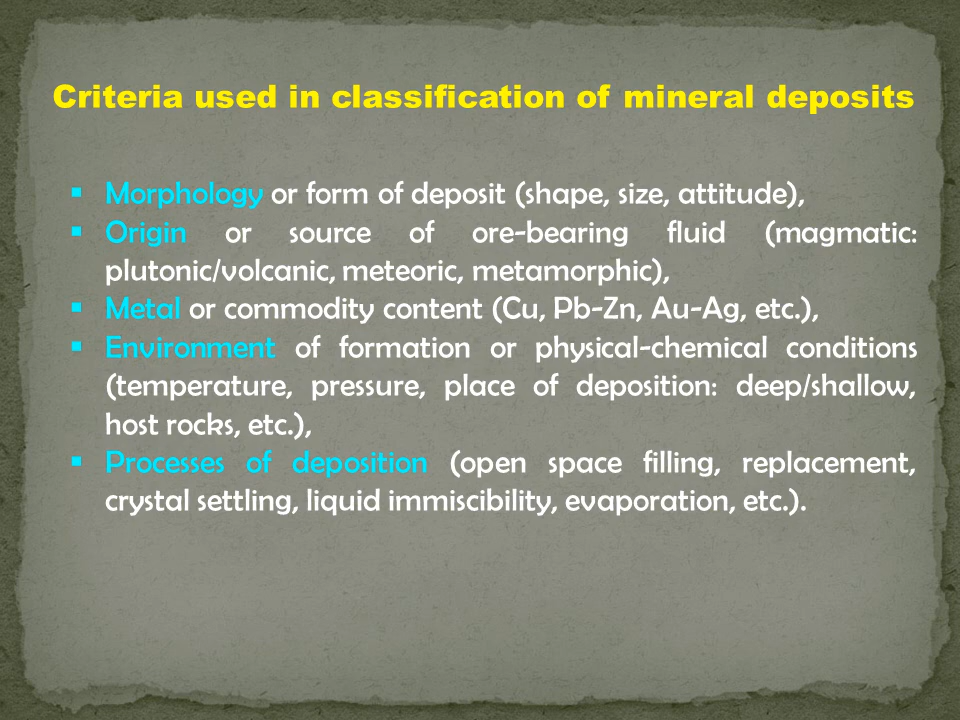 Criteria used in classification of mineral deposits
▪ Morphology or form of deposit (shape, size, attitude),
▪ Origin or source of ore-bearing fluid (magmatic:
plutonic/volcanic, meteoric, metamorphic),
▪ Metal or commodity content (Cu, Pb-Zn, Au-Ag, etc.),
▪ Environment of formation or physical-chemical conditions
(temperature, pressure, place of deposition: deep/shallow,
host rocks, etc.),
▪ Processes of deposition (open space filling, replacement,
crystal settling, liquid immiscibility, evaporation, etc.).